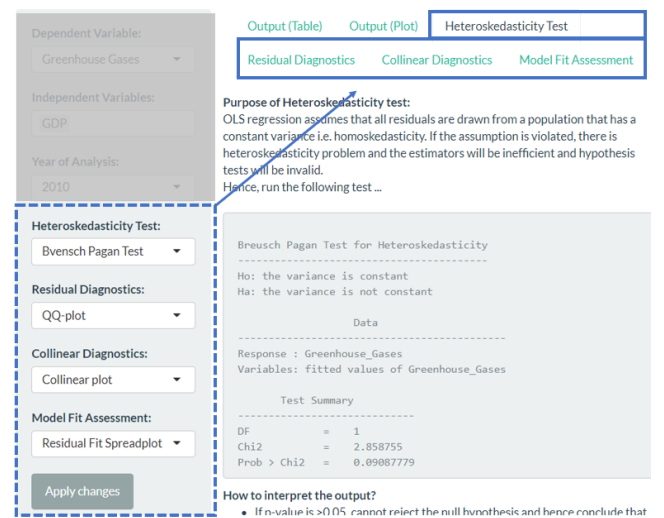 Dependent Variable:
Greenhouse Gases
Independent Variables:
GDP
Year of Analysis:
2010
Heteroskedasticity Test:
Bvensch Pagan Test
Residual Diagnostics:
QQ-plot
Collinear Diagnostics:
Collinear plot
Model Fit Assessment:
Residual Fit Spreadplot
Apply changes
Output (Table) Output (Plot) Heteroskedasticity Test
Residual Diagnostics Collinear Diagnostics Model Fit Assessment
Purpose of Heteroskedasticity test:
OLS regression assumes that all residuals are drawn from a population that has a
constant variance i.e. homoskedasticity. If the assumption is violated, there is
heteroskedasticity problem and the estimators will be inefficient and hypothesis
tests will be invalid.
Hence, run the following test ...
Breusch Pagan Test for Heteroskedasticity
-----------------------------------------
Ho: the variance is constant
Ha: the variance is not constant
Data
--------------------------------------------
Response : Greenhouse_Gases
Variables: fitted values of Greenhouse_Gases
Test Summary
-----------------------------
DF = 1
Chi2 = 2.858755
Prob > Chi2 = 0.09087779
How to interpret the output?
• If p-value is >0.05, cannot reject the null hypothesis and hence conclude that